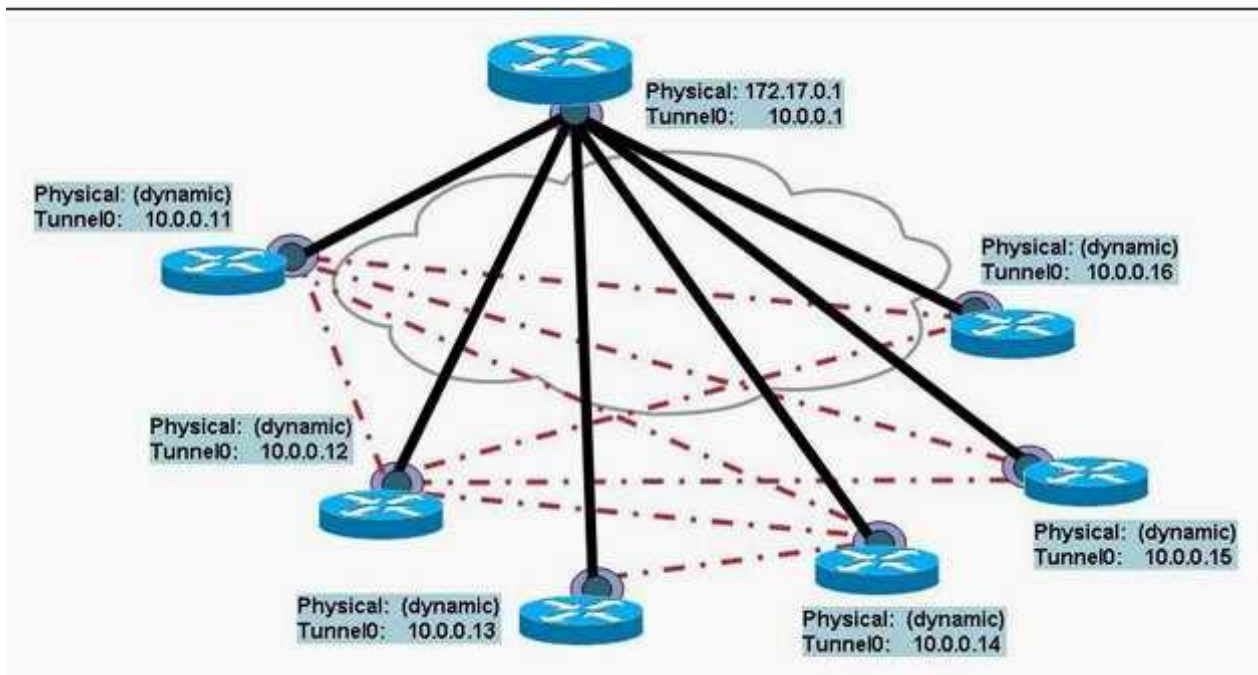 Physical: 172.17.0.1
Tunnel0: 10.0.0.1
Physical: (dynamic)
Tunnel0: 10.0.0.11
Physical: (dynamic)
Tunnel0: 10.0.0.16
Physical: (dynamic)
Tunnel0: 10.0.0.12
Physical: (dynamic)
Tunnel0: 10.0.0.15
Physical: (dynamic)
Tunnel0: 10.0.0.13
Physical: (dynamic)
Tunnel0: 10.0.0.14